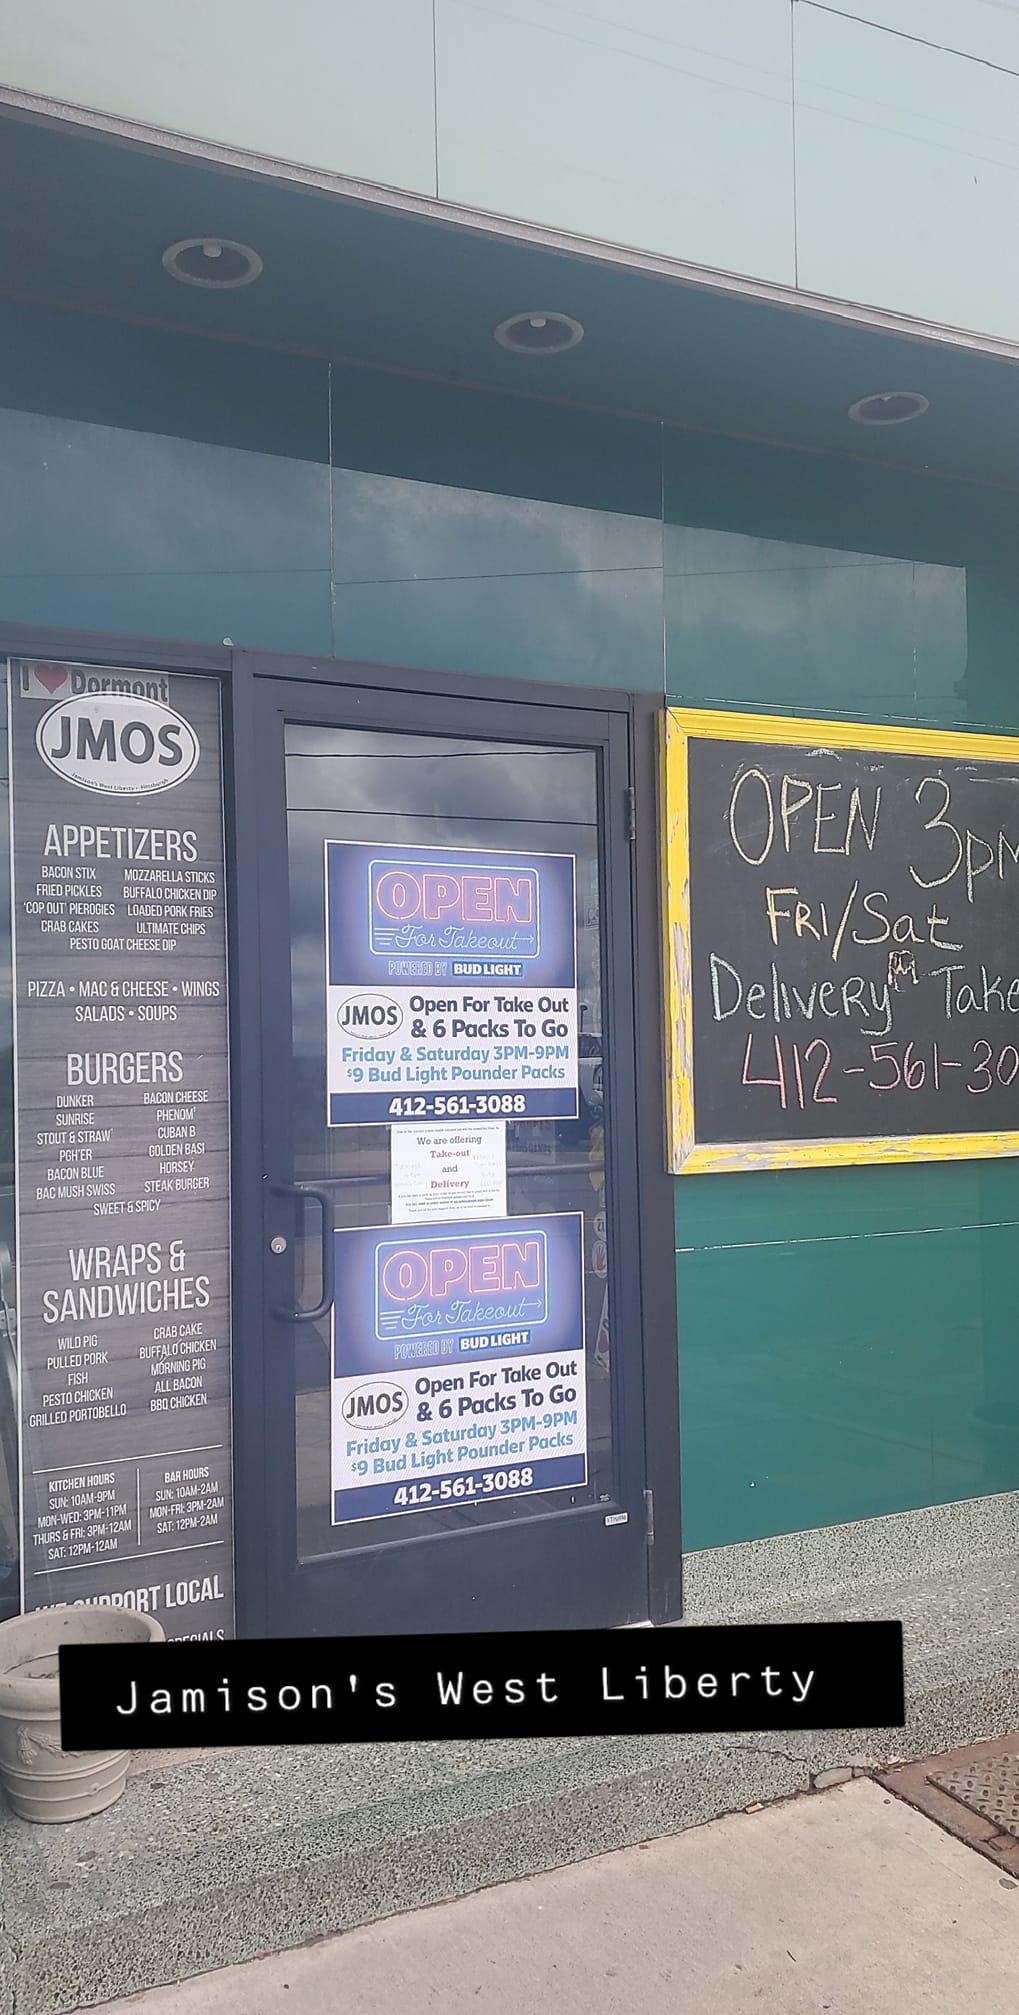 I ❤ Dormont
JMOS
Jamison's West Liberty • Pittsburgh
APPETIZERS
BACON STIX MOZZARELLA STICKS
FRIED PICKLES BUFFALO CHICKEN DIP
'COP OUT' PIEROGIES LOADED PORK FRIES
CRAB CAKES ULTIMATE CHIPS
PESTO GOAT CHEESE DIP
PIZZA • MAC & CHEESE • WINGS
SALADS • SOUPS
BURGERS
DUNKER BACON CHEESE
SUNRISE PHENOM'
STOUT & STRAW' CUBAN B
PGH'ER GOLDEN BASI
BACON BLUE HORSEY
BAC MUSH SWISS STEAK BURGER
SWEET & SPICY
WRAPS &
SANDWICHES
WILD PIG CRAB CAKE
PULLED PORK BUFFALO CHICKEN
FISH MORNING PIG
PESTO CHICKEN ALL BACON
GRILLED PORTOBELLO BBQ CHICKEN
KITCHEN HOURS
SUN: 10AM-9PM
MON-WED: 3PM-11PM
THURS & FRI: 3PM-12AM
SAT: 12PM-12AM
BAR HOURS
SUN: 10AM-2AM
MON-FRI: 3PM-2AM
SAT: 12PM-2AM
SUPPORT LOCAL
SPECIALS
OPEN
For Takeout
POWERED BY BUD LIGHT
JMOS Open For Take Out
& 6 Packs To Go
Friday & Saturday 3PM-9PM
$9 Bud Light Pounder Packs
412-561-3088
We are offering
Take-out
and
Delivery
OPEN
For Takeout
POWERED BY BUD LIGHT
JMOS Open For Take Out
& 6 Packs To Go
Friday & Saturday 3PM-9PM
$9 Bud Light Pounder Packs
412-561-3088
OPEN 3pm
FRI/Sat
Delivery Take
412-561-30
Jamison's West Liberty